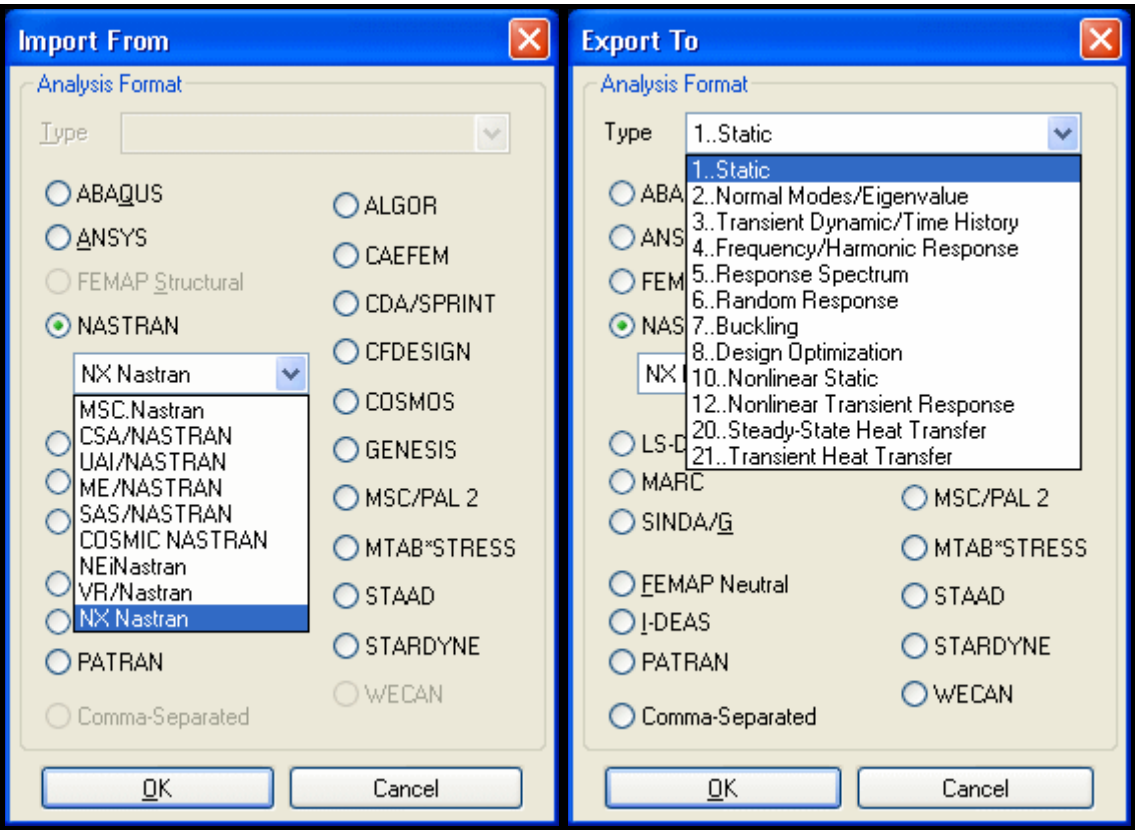 Import From
Analysis Format
Type
ABAQUS
ANSYS
FEMAP Structural
NASTRAN
NX Nastran
MSC.Nastran
CSA/NASTRAN
UAI/NASTRAN
ME/NASTRAN
SAS/NASTRAN
COSMIC NASTRAN
NEiNastran
VR/Nastran
NX Nastran
PATRAN
Comma-Separated
ALGOR
CAEFEM
CDA/SPRINT
CFDESIGN
COSMOS
GENESIS
MSC/PAL 2
MTAB*STRESS
STAAD
STARDYNE
WECAN
OK
Cancel
Export To
Analysis Format
Type
1..Static
1..Static
2..Normal Modes/Eigenvalue
3..Transient Dynamic/Time History
4..Frequency/Harmonic Response
5..Response Spectrum
6..Random Response
7..Buckling
8..Design Optimization
10..Nonlinear Static
12..Nonlinear Transient Response
20..Steady-State Heat Transfer
21..Transient Heat Transfer
ABA
ANS
FEM
NAS
NX
LS-D
MARC
SINDA/G
FEMAP Neutral
I-DEAS
PATRAN
Comma-Separated
MSC/PAL 2
MTAB*STRESS
STAAD
STARDYNE
WECAN
OK
Cancel